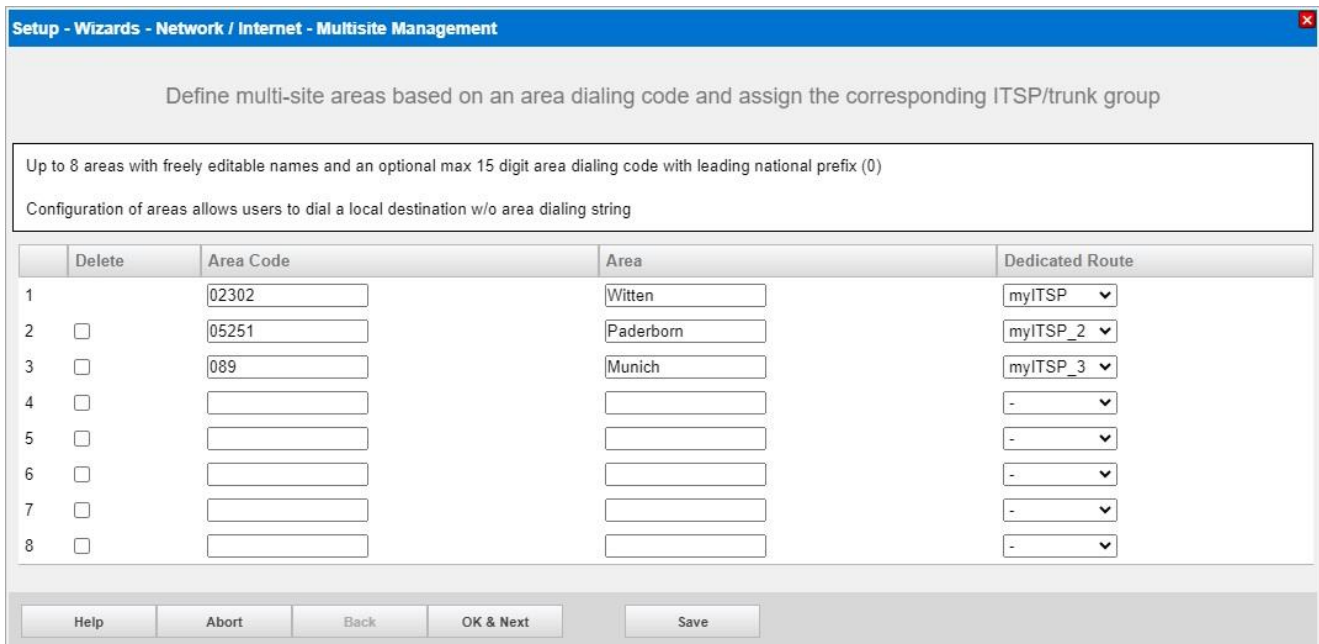 Setup - Wizards - Network / Internet - Multisite Management
Define multi-site areas based on an area dialing code and assign the corresponding ITSP/trunk group
Up to 8 areas with freely editable names and an optional max 15 digit area dialing code with leading national prefix (0)
Configuration of areas allows users to dial a local destination w/o area dialing string
Delete Area Code Area Dedicated Route
1 02302 Witten myITSP
2 05251 Paderborn myITSP_2
3 089 Munich myITSP_3
4 -
5 -
6 -
7 -
8 -
Help Abort Back OK & Next Save